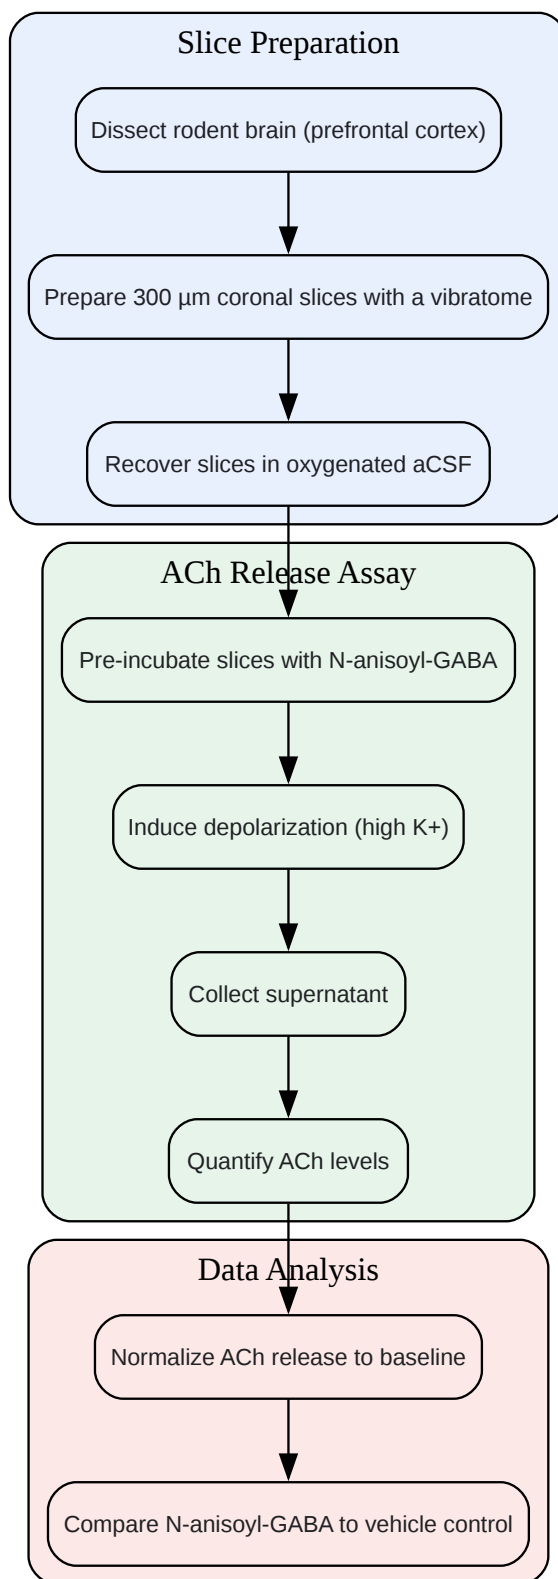 Slice Preparation
Dissect rodent brain (prefrontal cortex)
Prepare 300 µm coronal slices with a vibratome
Recover slices in oxygenated aCSF
ACh Release Assay
Pre-incubate slices with N-anisoyl-GABA
Induce depolarization (high K+)
Collect supernatant
Quantify ACh levels
Data Analysis
Normalize ACh release to baseline
Compare N-anisoyl-GABA to vehicle control